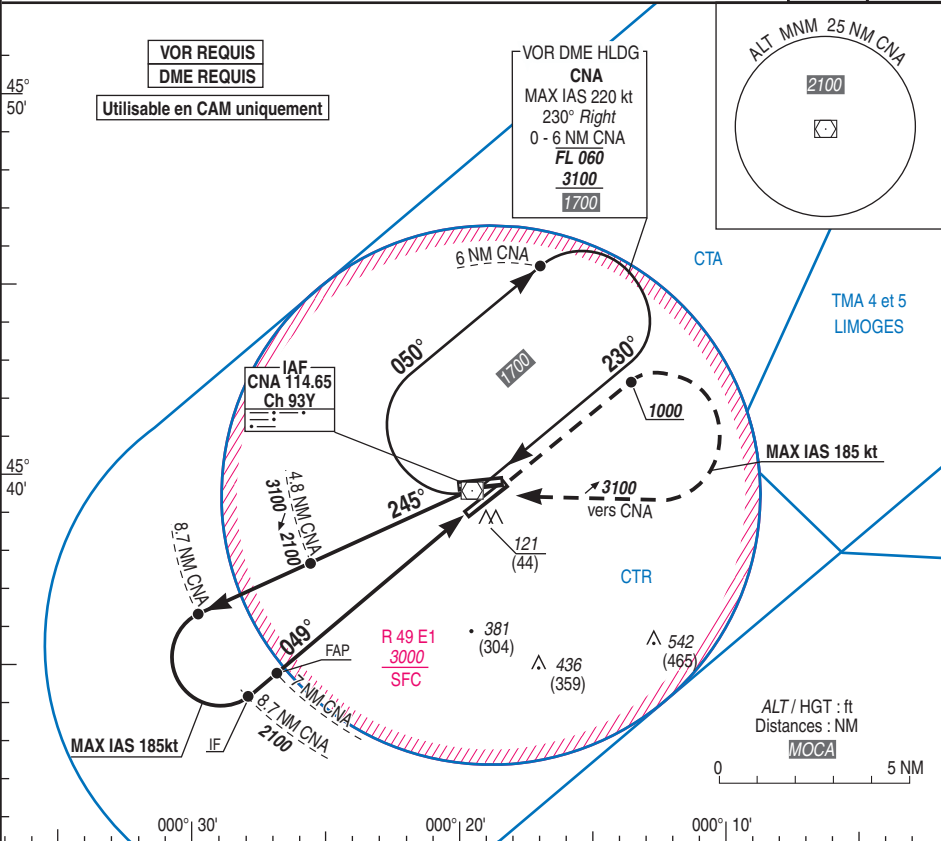 VOR REQUIS
DME REQUIS
Utilisable en CAM uniquement
VOR DME HLDG
CNA
MAX IAS 220 kt
230° Right
0 - 6 NM CNA
FL 060
3100
1700
ALT MNM 25 NM CNA
2100
45°
50'
6 NM CNA
CTA
TMA 4 et 5
LIMOGES
050°
1700
230°
IAF
CNA 114.65
Ch 93Y
1000
MAX IAS 185 kt
45°
40'
3100
vers CNA
245°
4.8 NM CNA
3100
2100
8.7 NM CNA
121
(44)
CTR
049°
FAP
R 49 E1
3000
SFC
381
(304)
436
(359)
542
(465)
7 NM CNA
8.7 NM CNA
2100
IF
MAX IAS 185kt
ALT / HGT : ft
Distances : NM
MOCA
0 5 NM
000° 30'
000° 20'
000° 10'